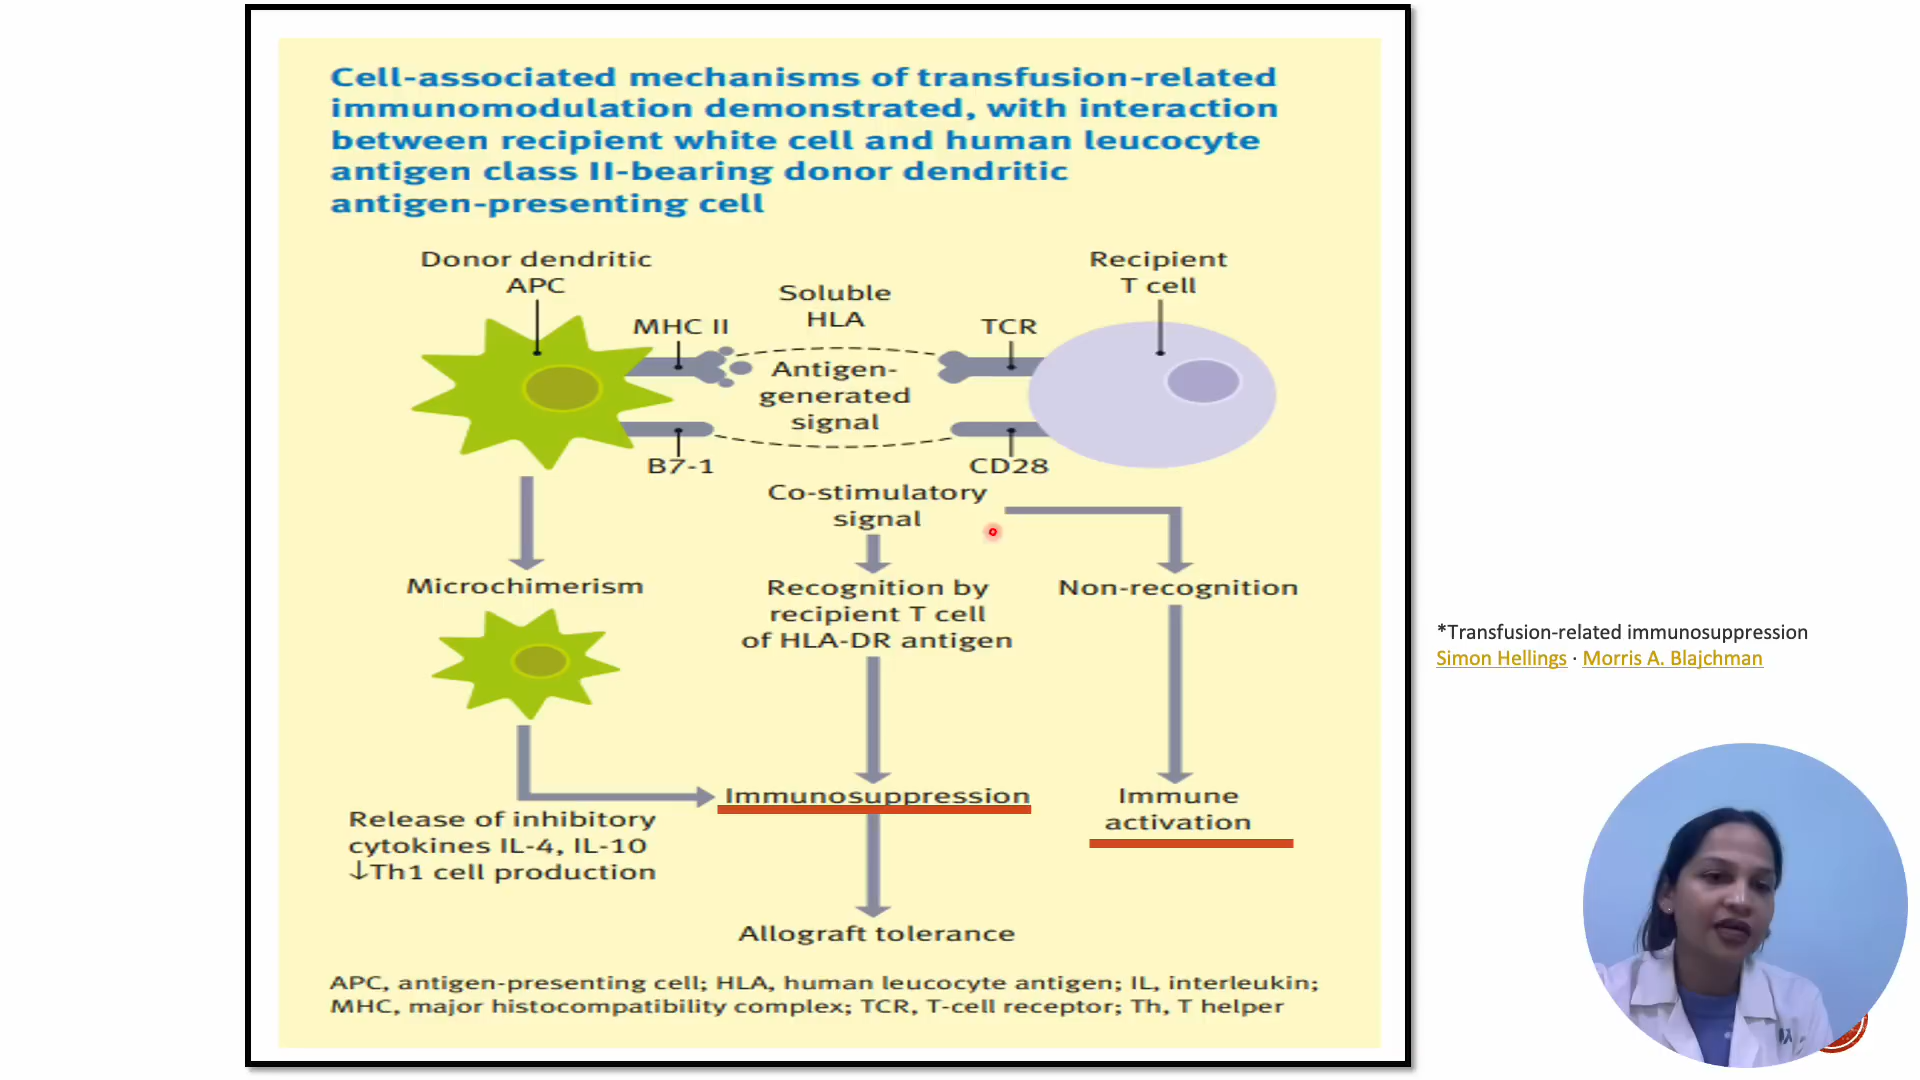 Cell-associated mechanisms of transfusion-related
immunomodulation demonstrated, with interaction
between recipient white cell and human leucocyte
antigen class II-bearing donor dendritic
antigen-presenting cell
Donor dendritic
APC
Recipient
T cell
Soluble
HLA
MHC II
TCR
Antigen-
generated
signal
B7-1
CD28
Co-stimulatory
signal
Microchimerism
Recognition by
recipient T cell
of HLA-DR antigen
Non-recognition
Immunosuppression
Immune
activation
Release of inhibitory
cytokines IL-4, IL-10
↓Th1 cell production
Allograft tolerance
APC, antigen-presenting cell; HLA, human leucocyte antigen; IL, interleukin;
MHC, major histocompatibility complex; TCR, T-cell receptor; Th, T helper
*Transfusion-related immunosuppression
Simon Hellings · Morris A. Blajchman